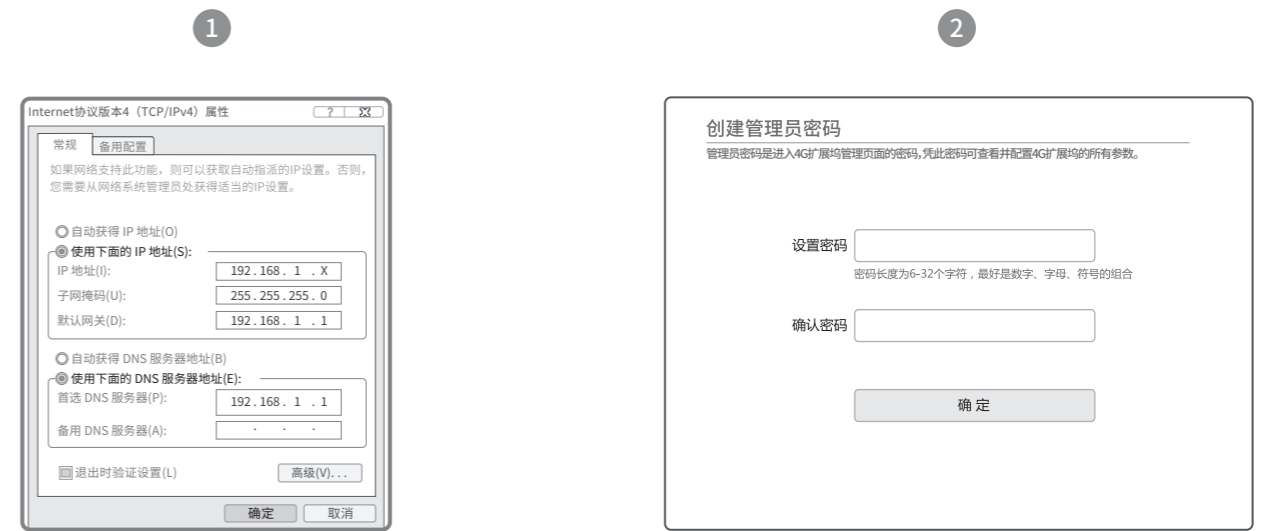 1
2
Internet协议版本4（TCP/IPv4）属性
?
常规
备用配置
如果网络支持此功能，则可以获取自动指派的IP设置。否则，
您需要从网络系统管理员处获得适当的IP设置。
自动获得 IP 地址(O)
使用下面的 IP 地址(S):
IP 地址(I):
192.168. 1 . X
子网掩码(U):
255.255.255. 0
默认网关(D):
192.168. 1 . 1
自动获得 DNS 服务器地址(B)
使用下面的 DNS 服务器地址(E):
首选 DNS 服务器(P):
192.168. 1 . 1
备用 DNS 服务器(A):
. . .
退出时验证设置(L)
高级(V)...
确定
取消
创建管理员密码
管理员密码是进入4G扩展坞管理页面的密码,凭此密码可查看并配置4G扩展坞的所有参数。
设置密码
密码长度为6-32个字符，最好是数字、字母、符号的组合
确认密码
确 定